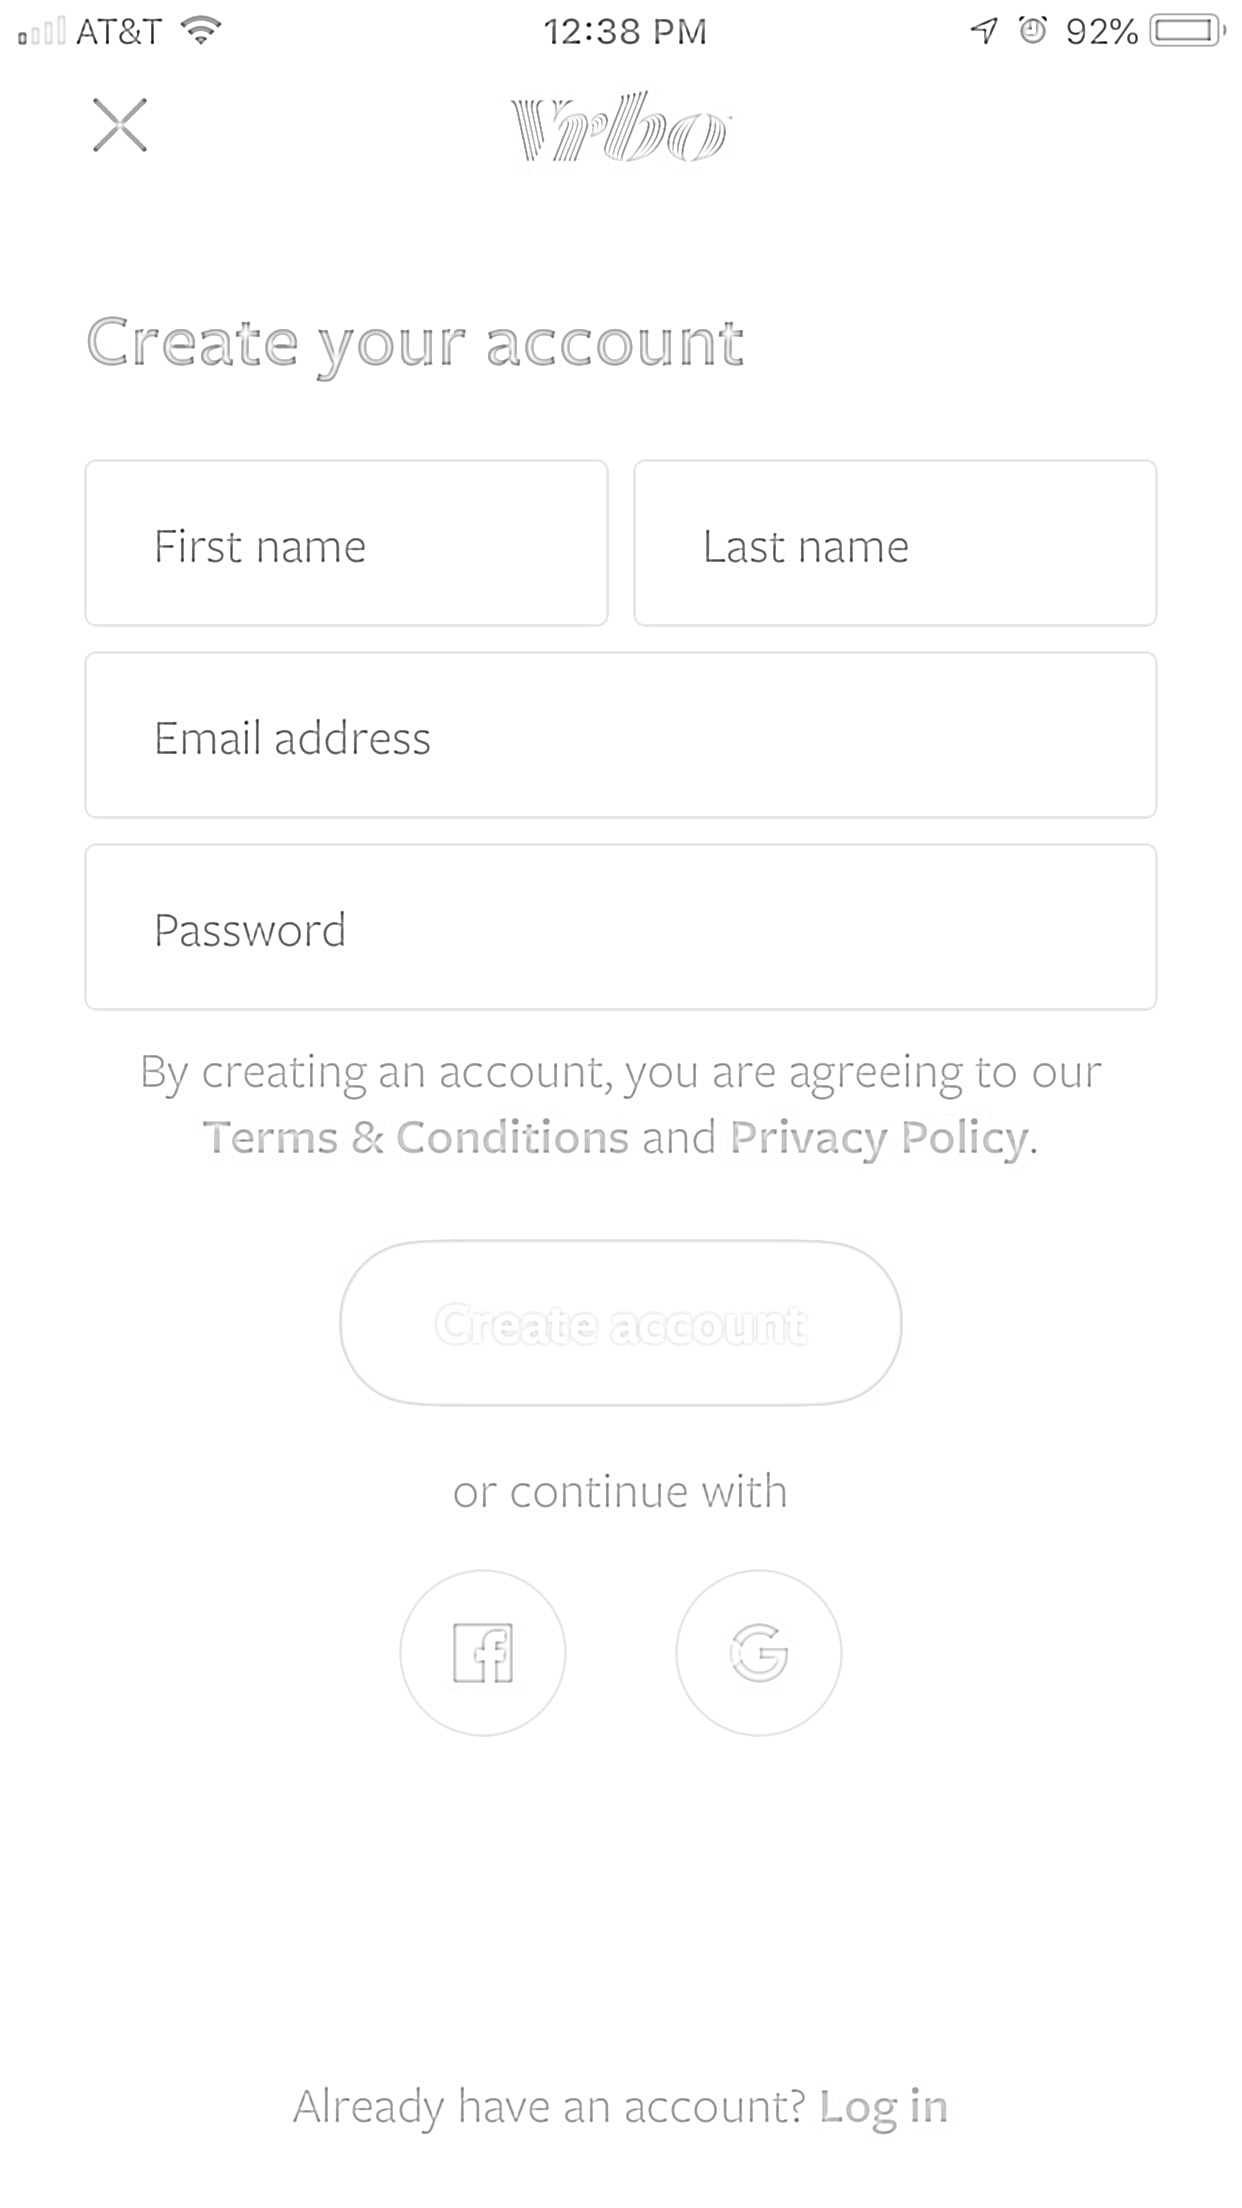 AT&T 12:38 PM 92%
Vrbo
Create your account
First name Last name
Email address
Password
By creating an account, you are agreeing to our
Terms & Conditions and Privacy Policy.
Create account
or continue with
Already have an account? Log in